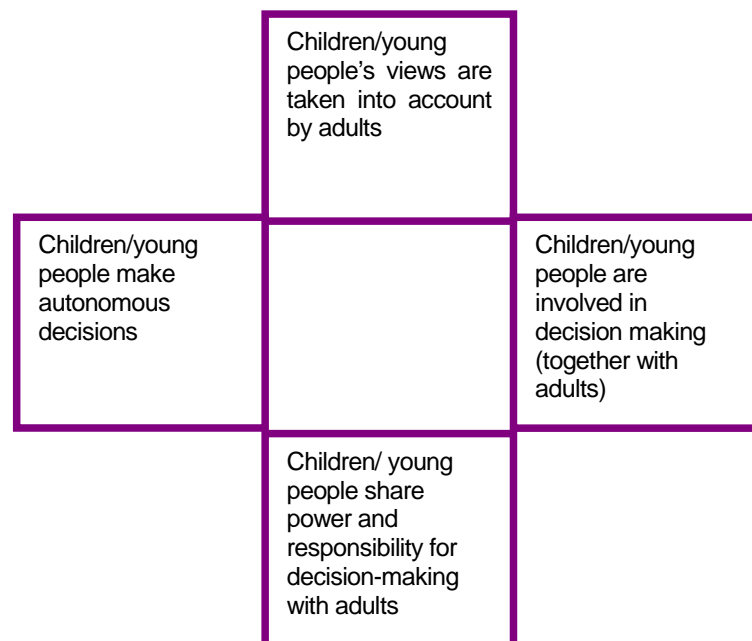 Children/young
people’s views are
taken into account
by adults
Children/young
people make
autonomous
decisions
Children/young
people are
involved in
decision making
(together with
adults)
Children/ young
people share
power and
responsibility for
decision-making
with adults